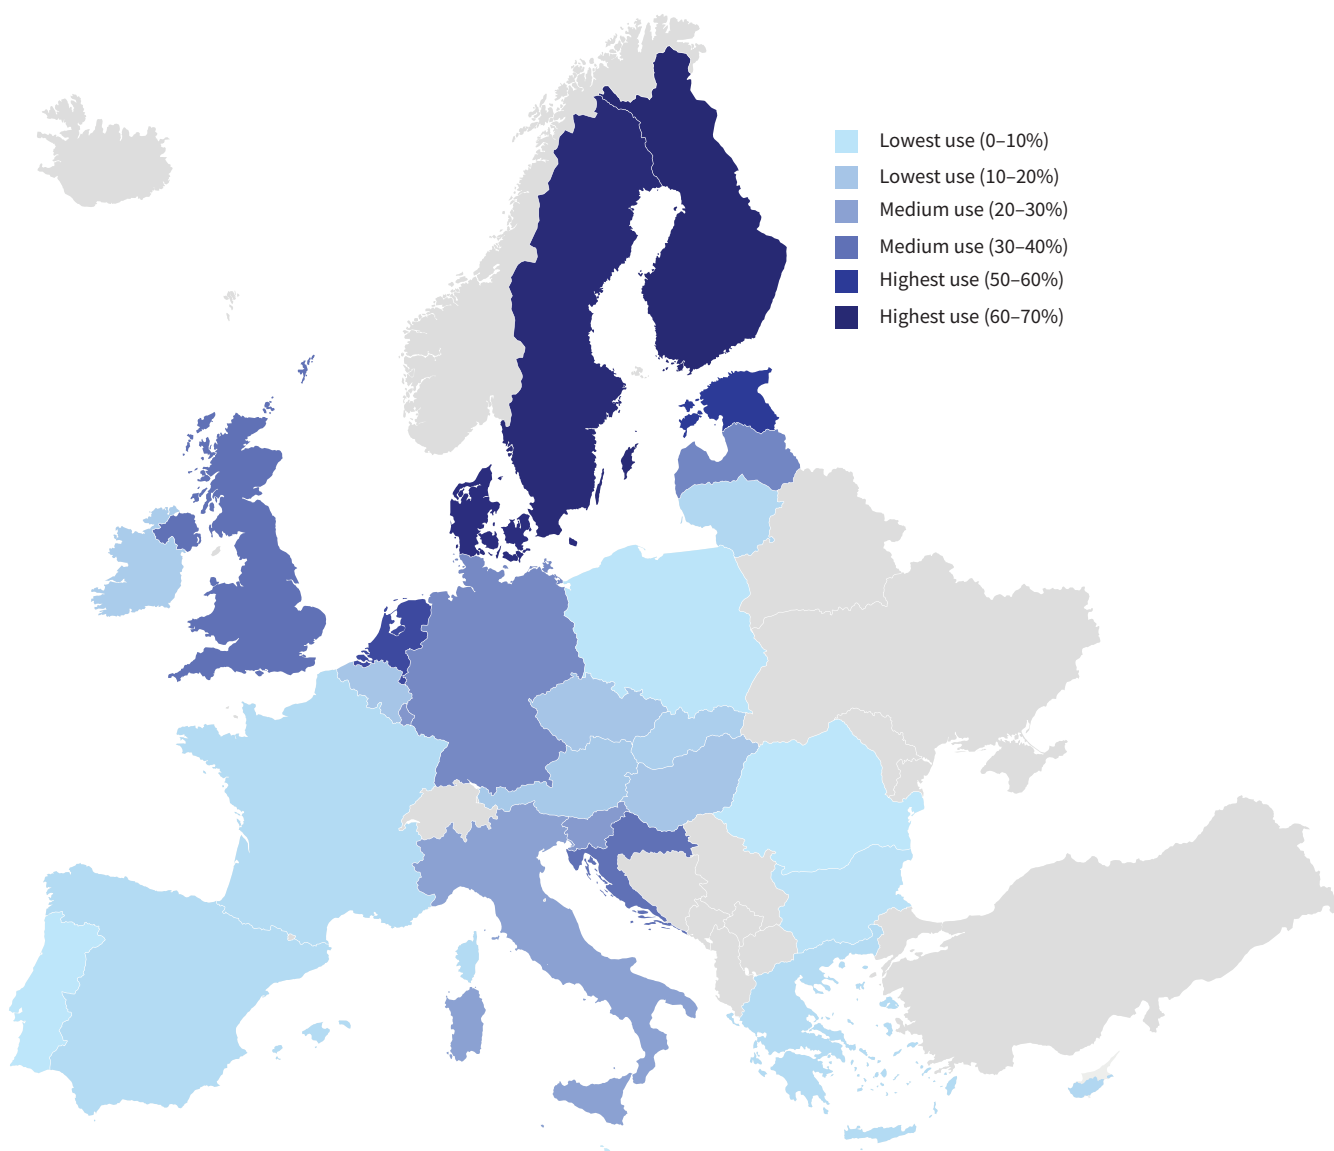 Lowest use (0–10%)
Lowest use (10–20%)
Medium use (20–30%)
Medium use (30–40%)
Highest use (50–60%)
Highest use (60–70%)